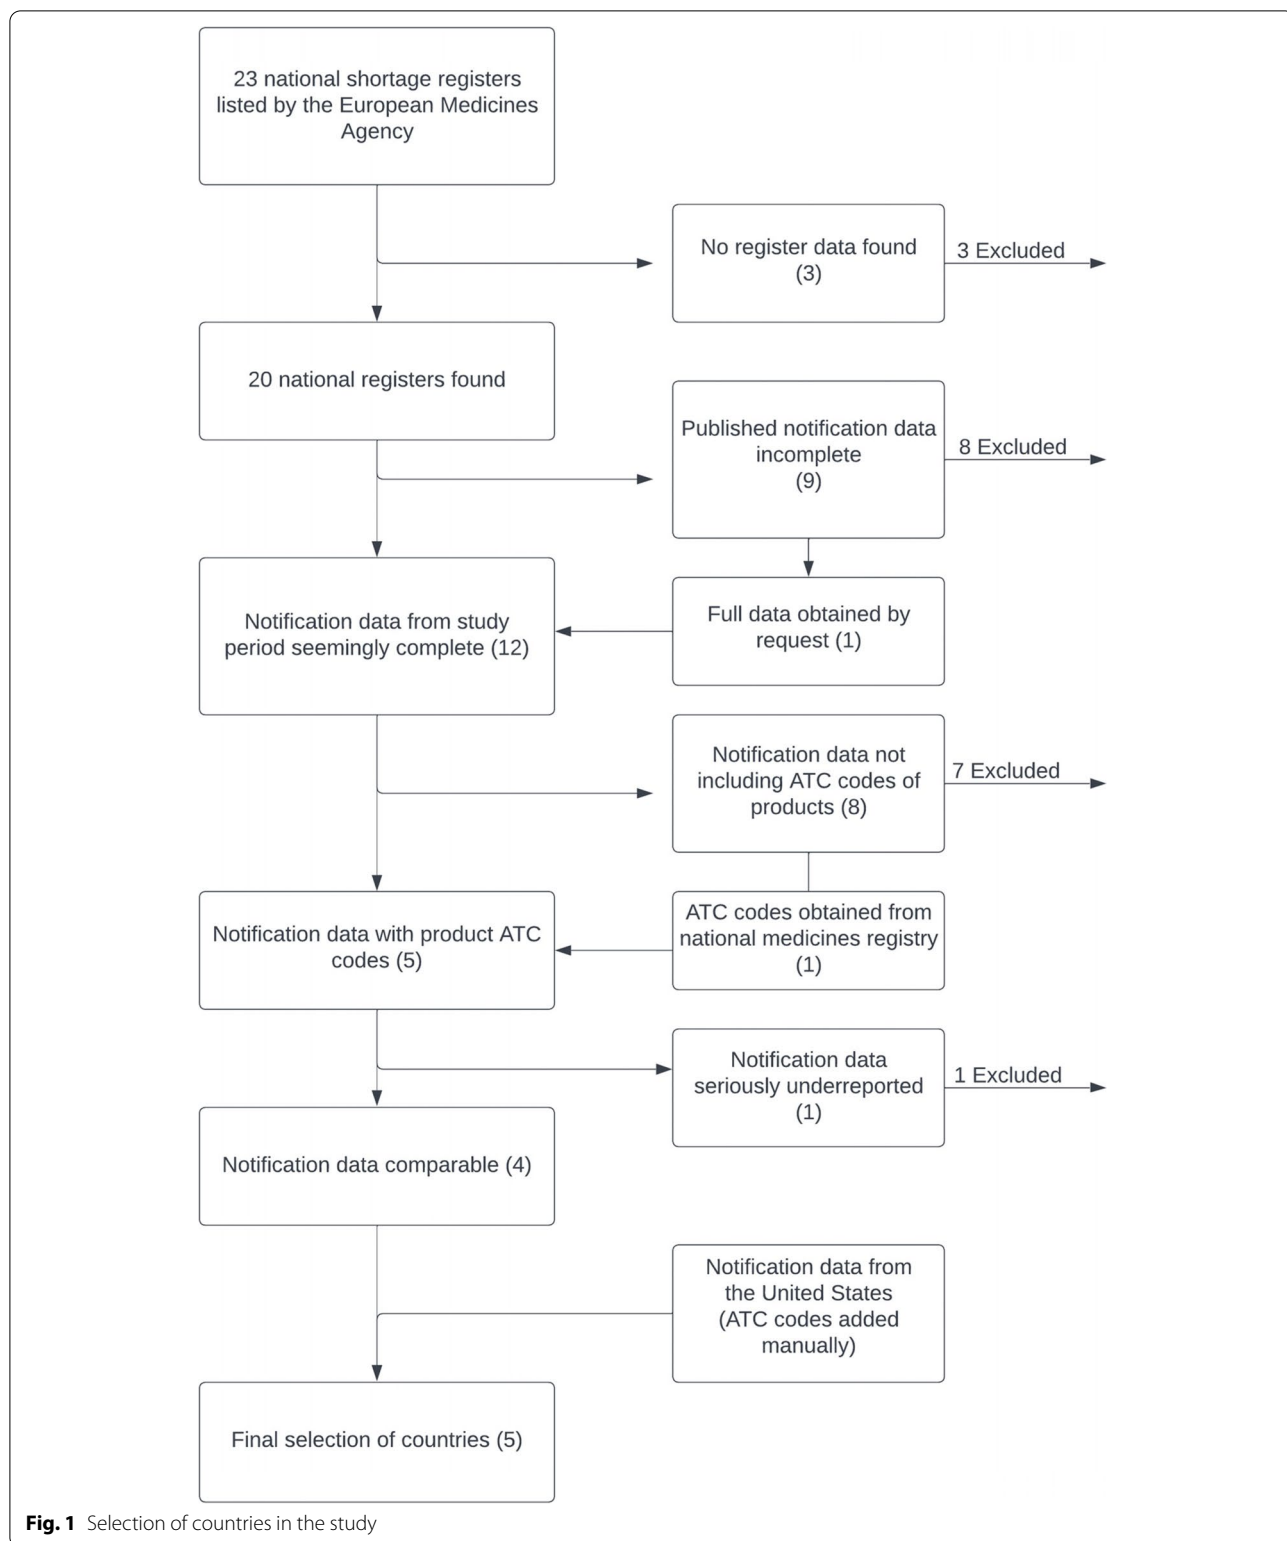 23 national shortage registers
listed by the European Medicines
Agency
No register data found
(3)
3 Excluded
20 national registers found
Published notification data
incomplete
(9)
8 Excluded
Notification data from study
period seemingly complete (12)
Full data obtained by
request (1)
Notification data not
including ATC codes of
products (8)
7 Excluded
Notification data with product ATC
codes (5)
ATC codes obtained from
national medicines registry
(1)
Notification data
seriously underreported
(1)
1 Excluded
Notification data comparable (4)
Notification data from
the United States
(ATC codes added
manually)
Final selection of countries (5)
Fig. 1 Selection of countries in the study